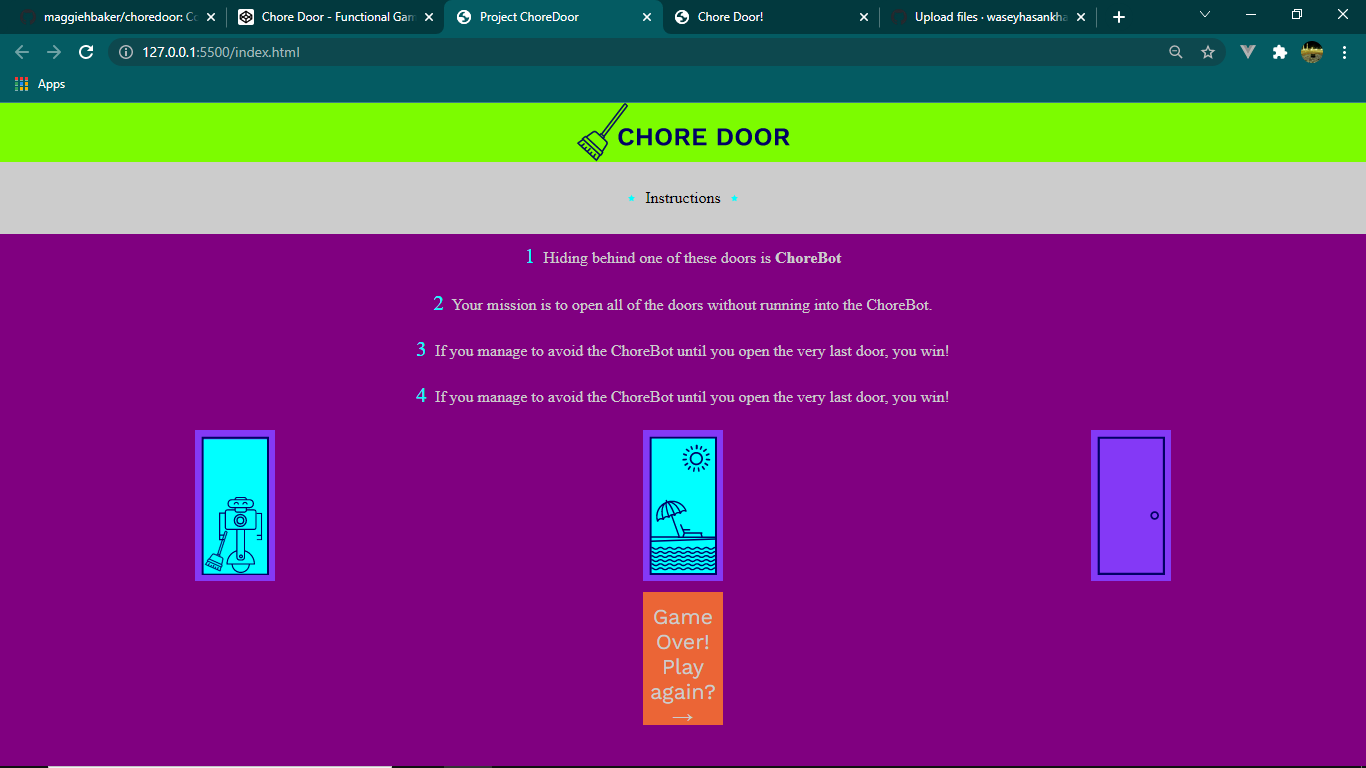 maggiehbaker/choredoor: Co
Chore Door - Functional Gam
Project ChoreDoor
Chore Door!
Upload files · waseyhasankha
127.0.0.1:5500/index.html
Apps
CHORE DOOR
Instructions
1 Hiding behind one of these doors is ChoreBot
2 Your mission is to open all of the doors without running into the ChoreBot.
3 If you manage to avoid the ChoreBot until you open the very last door, you win!
4 If you manage to avoid the ChoreBot until you open the very last door, you win!
Game
Over!
Play
again?
→